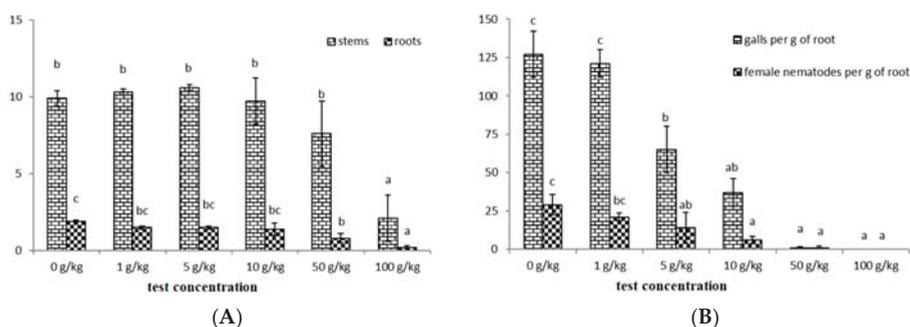 15
10
5
0
stems roots
b b b b b a
c bc bc bc b a
0 g/kg 1 g/kg 5 g/kg 10 g/kg 50 g/kg 100 g/kg
test concentration
(A)
150
125
100
75
50
25
0
galls per g of root
female nematodes per g of root
c c b ab a a
c bc ab a a a
0 g/kg 1 g/kg 5 g/kg 10 g/kg 50 g/kg 100 g/kg
test concentration
(B)